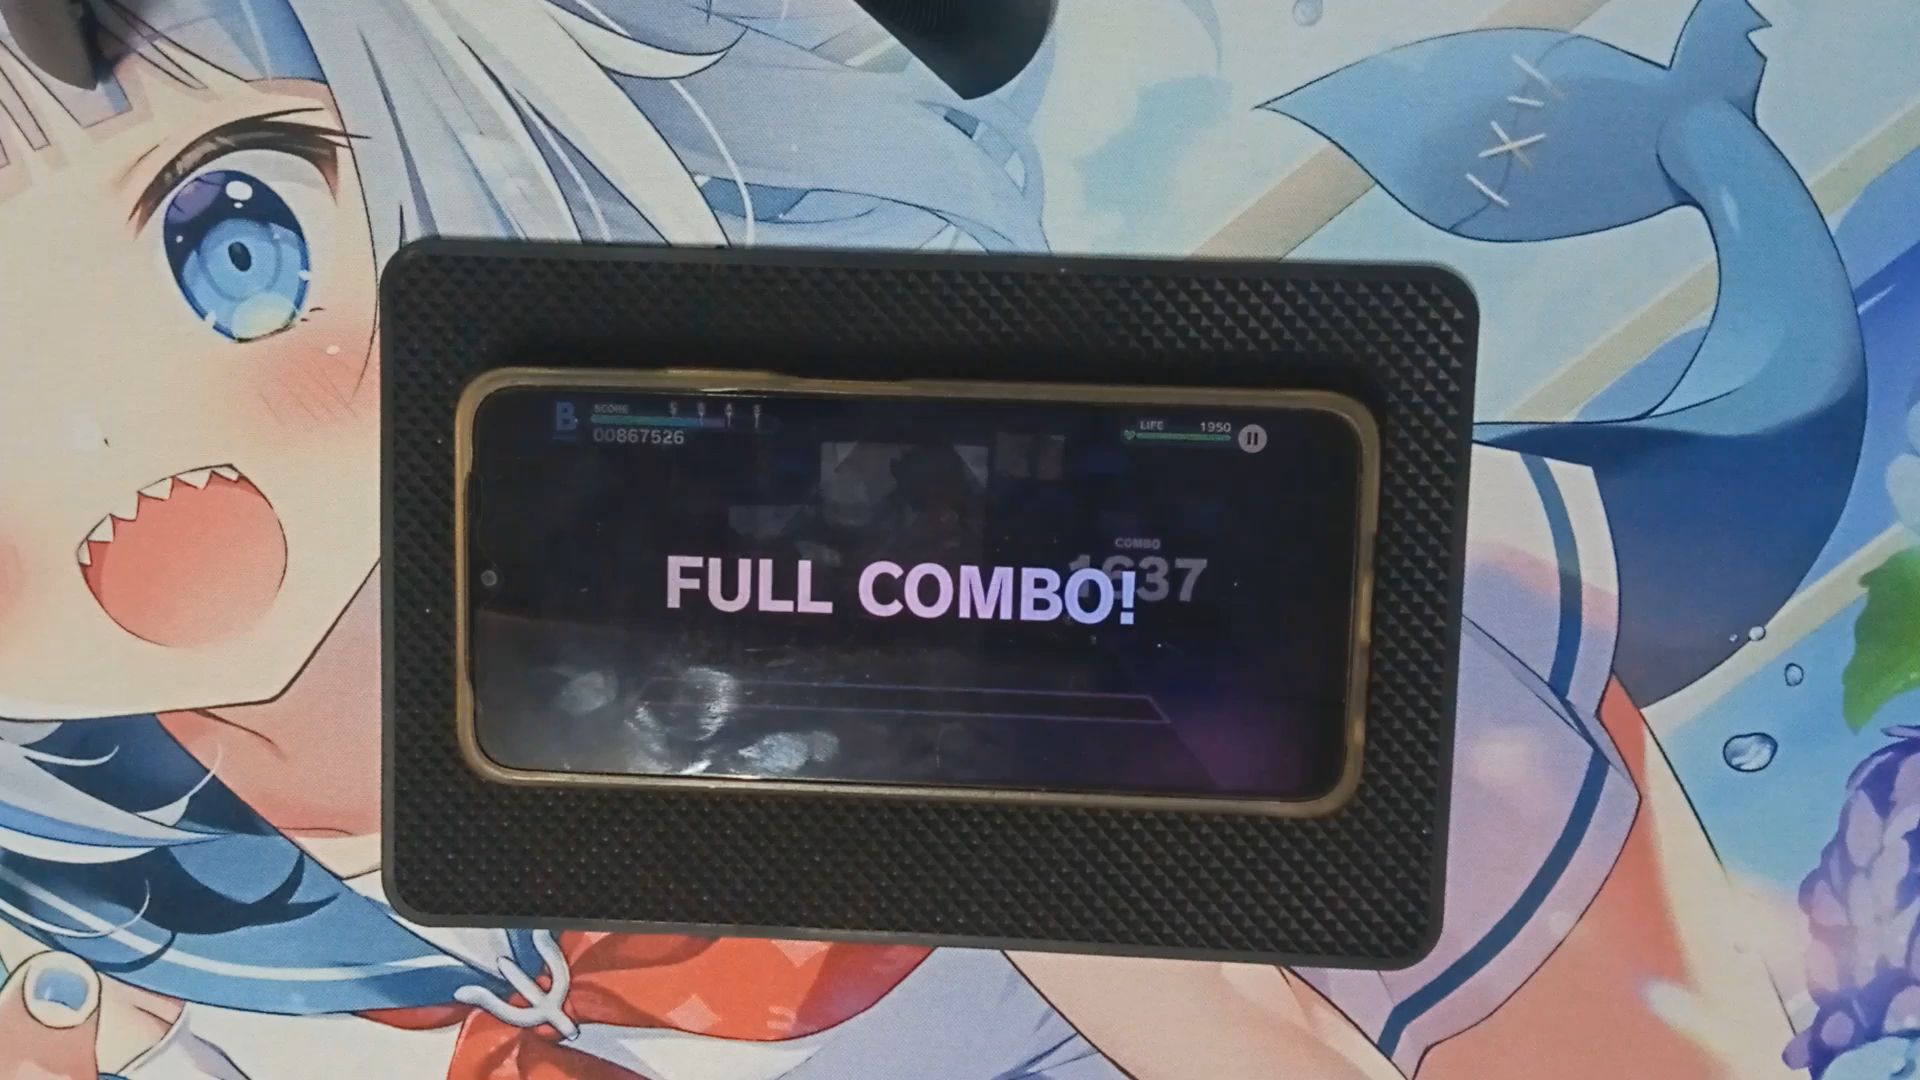 B
SCORE
C B A S
00867526
LIFE 1950
COMBO
1637
FULL COMBO!